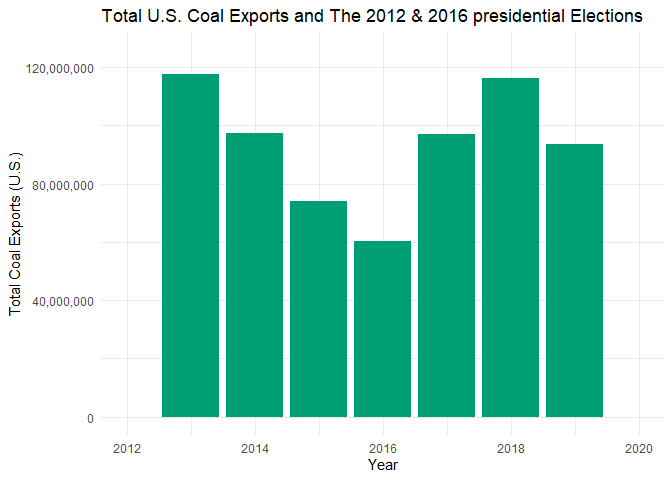 Total U.S. Coal Exports and The 2012 & 2016 presidential Elections
Total Coal Exports (U.S.)
120,000,000
80,000,000
40,000,000
0
2012 2014 2016 2018 2020
Year